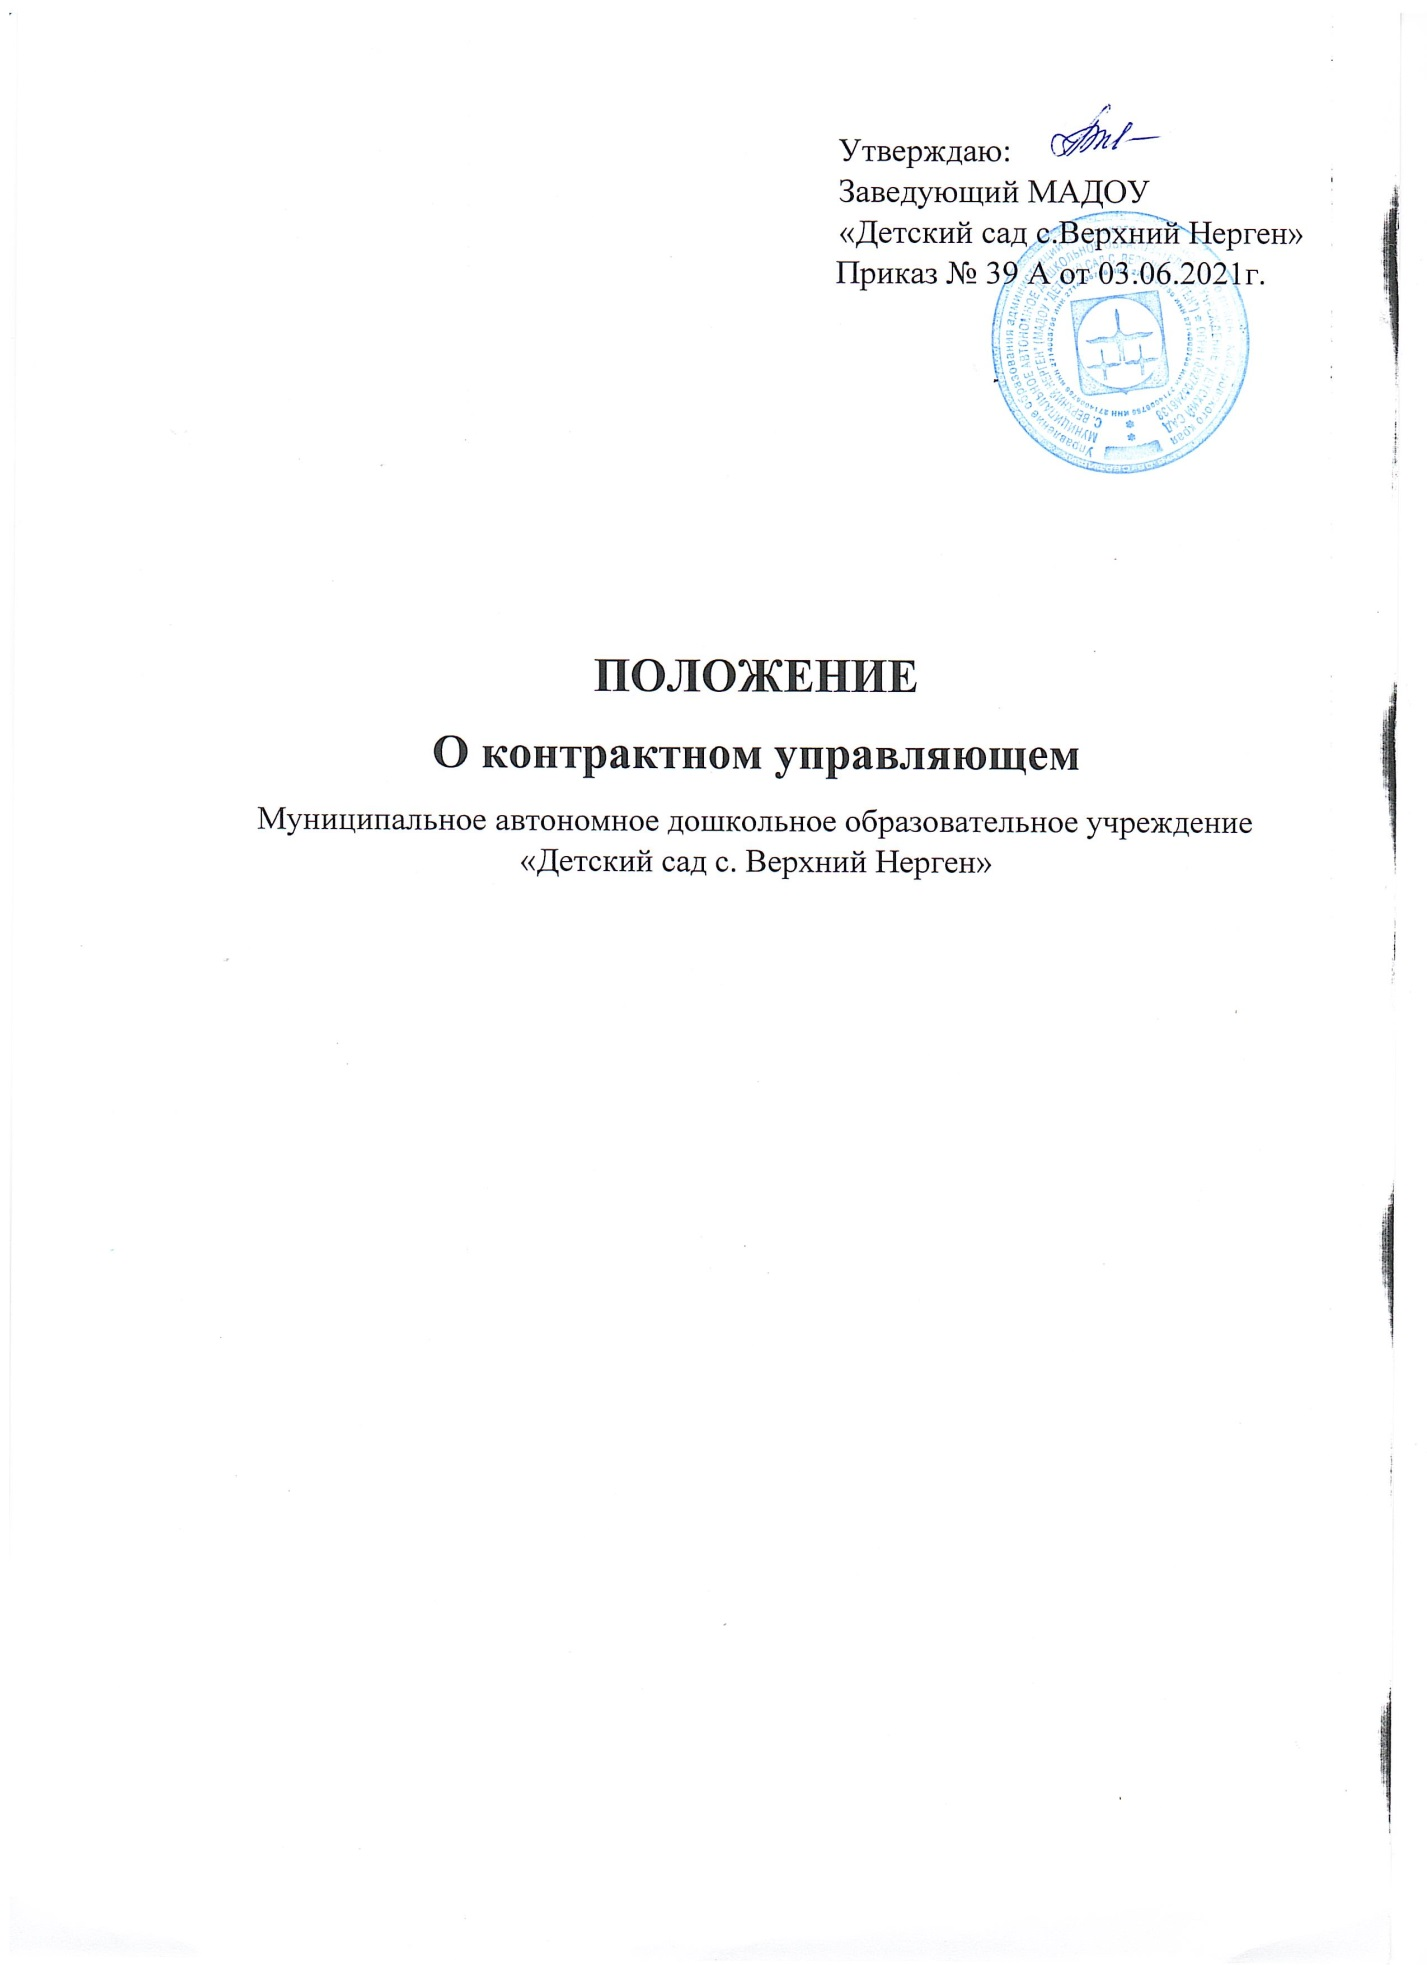 Утверждаю:
Заведующий МАДОУ
«Детский сад с.Верхний Нерген»
Приказ № 39 А от 03.06.2021г.
ПОЛОЖЕНИЕ
О контрактном управляющем
Муниципальное автономное дошкольное образовательное учреждение
«Детский сад с. Верхний Нерген»